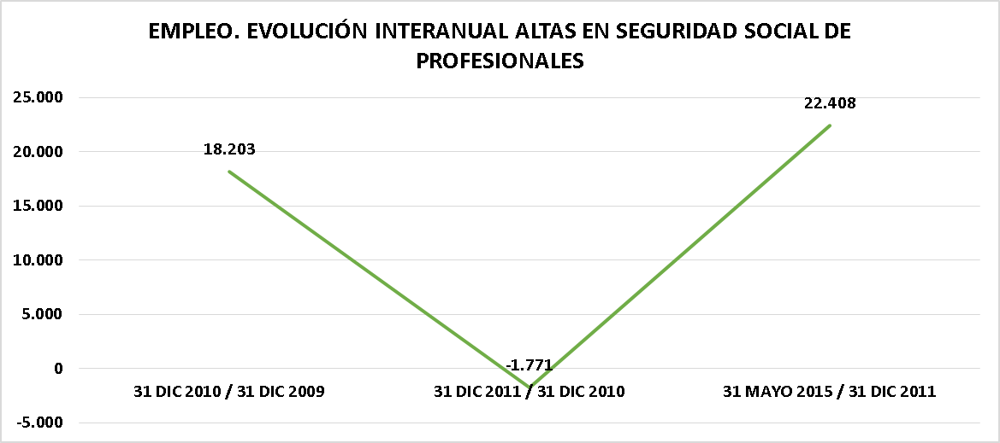 EMPLEO. EVOLUCIÓN INTERANUAL ALTAS EN SEGURIDAD SOCIAL DE
PROFESIONALES
25.000
20.000
15.000
10.000
5.000
0
-5.000
18.203
-1.771
22.408
31 DIC 2010 / 31 DIC 2009
31 DIC 2011 / 31 DIC 2010
31 MAYO 2015 / 31 DIC 2011